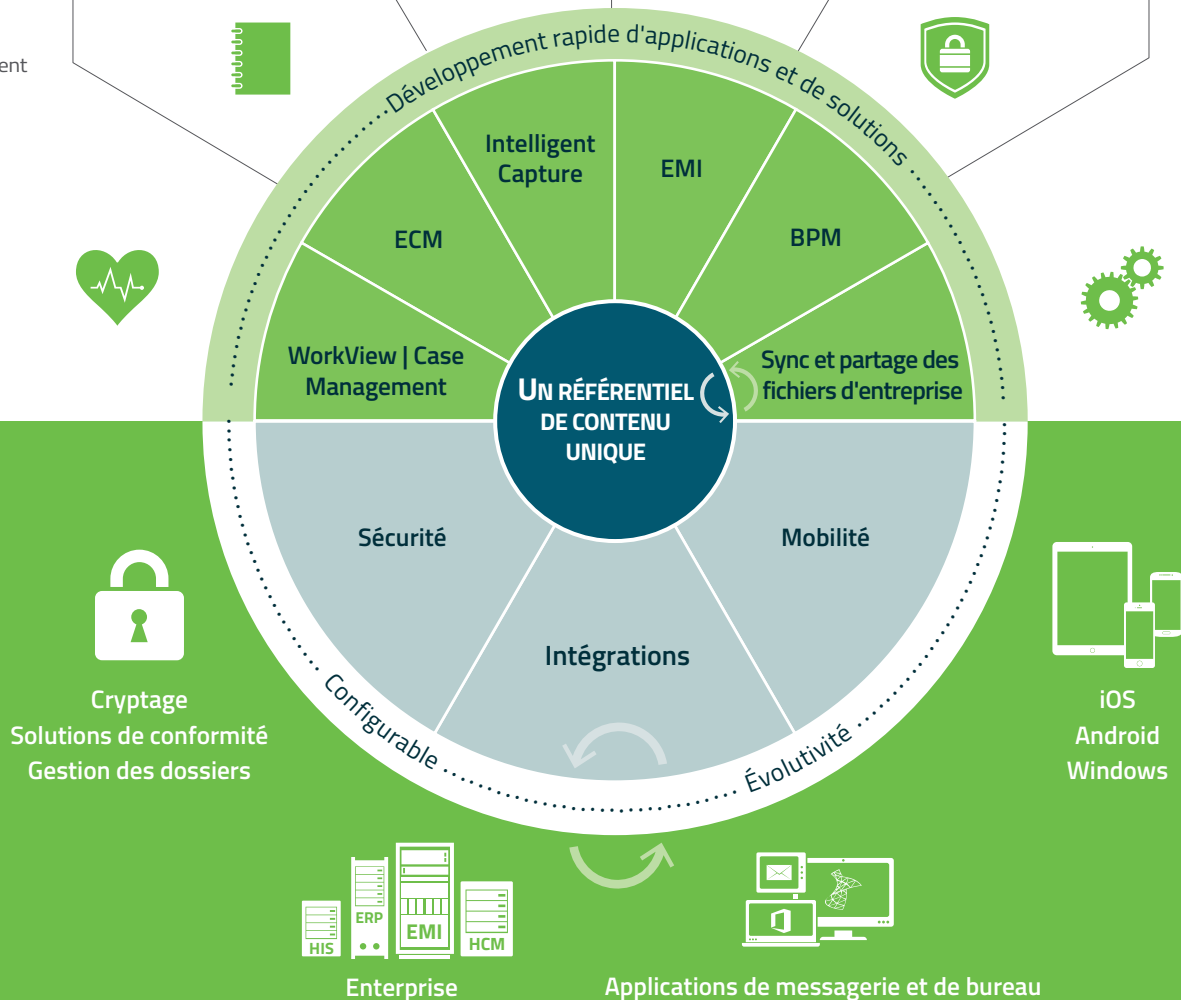 ent
Développement rapide d'applications et de solutions
Intelligent
Capture
EMI
ECM
BPM
WorkView | Case
Management
Sync et partage des
fichiers d'entreprise
UN RÉFÉRENTIEL
DE CONTENU
UNIQUE
Sécurité
Mobilité
Intégrations
Configurable
Évolutivité
Cryptage
Solutions de conformité
Gestion des dossiers
iOS
Android
Windows
HIS
ERP
EMI
HCM
Enterprise
Applications de messagerie et de bureau